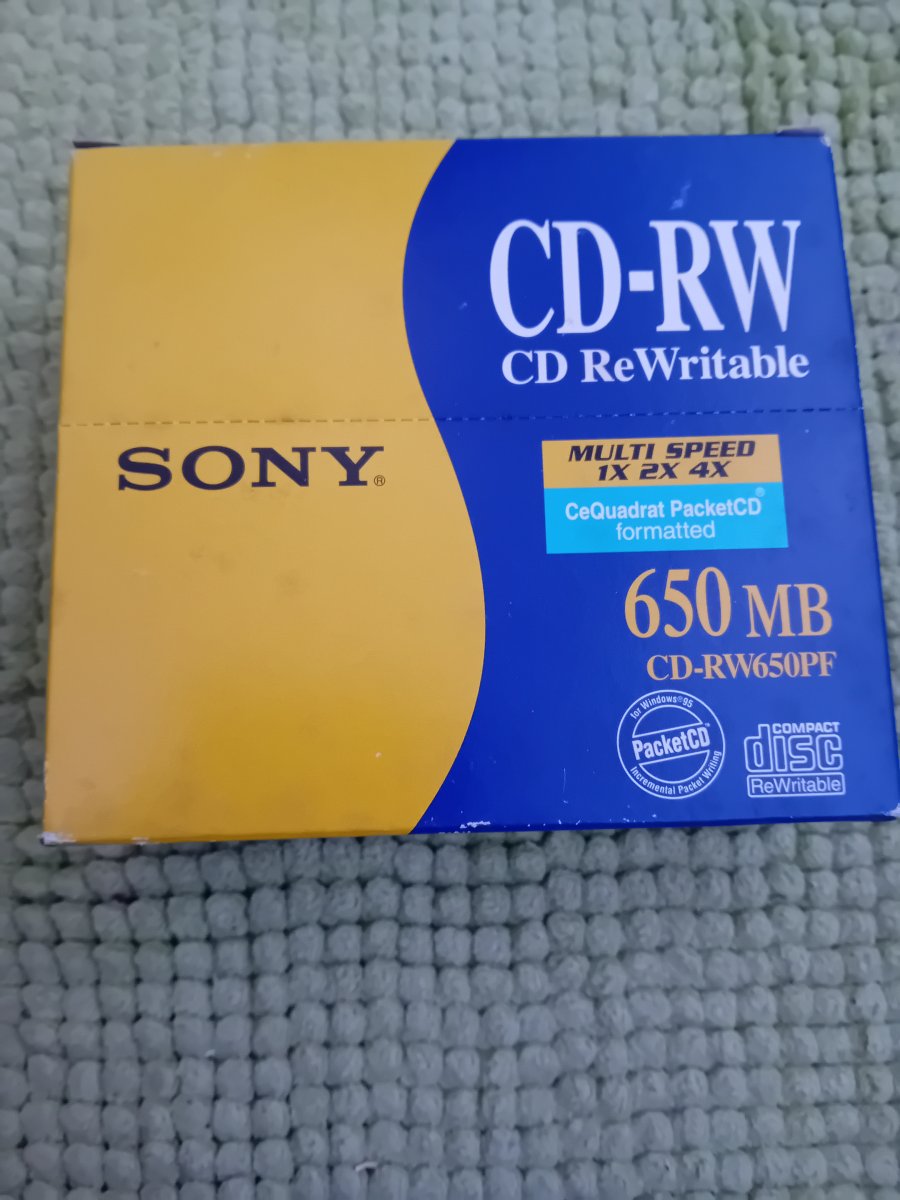 CD-RW
CD ReWritable
SONY®
MULTI SPEED
1X 2X 4X
CeQuadrat PacketCD®
formatted
650 MB
CD-RW650PF
for Windows®95
PacketCD™
Incremental Packet Writing
COMPACT
disc
ReWritable